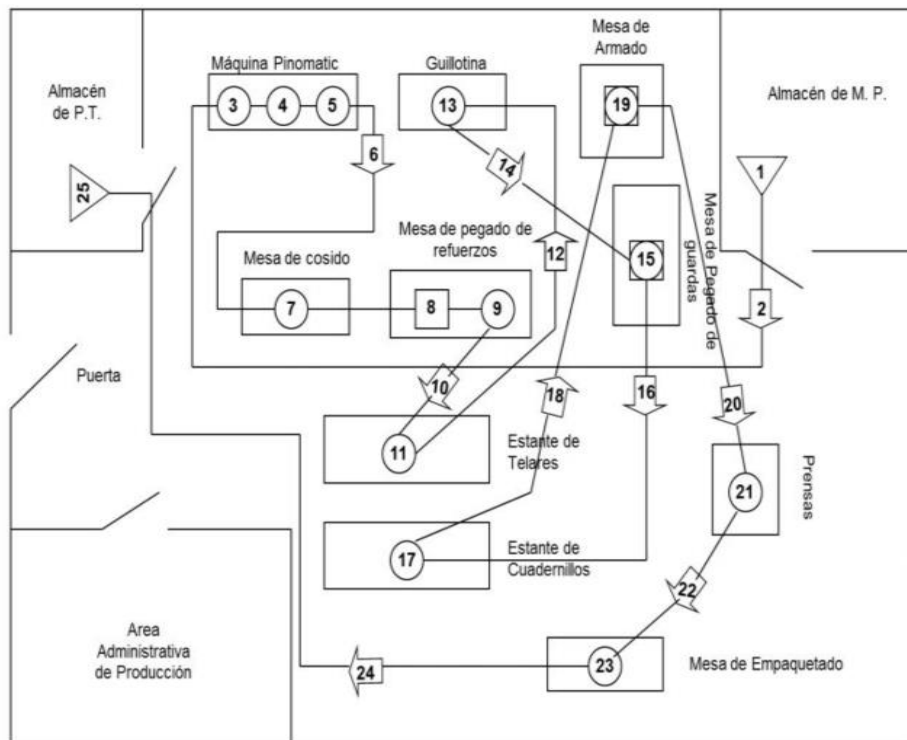 Mesa de
Armado
Máquina Pinomatic
Guillotina
Almacén
de P.T.
Almacén de M. P.
3
4
5
13
19
6
14
1
25
Mesa de Pegado de
guardas
Mesa de pegado de
refuerzos
12
15
Mesa de cosido
7
8
9
2
Puerta
10
18
16
20
11
Estante de
Telares
21
Prensas
17
Estante de
Cuadernillos
22
Area
Administrativa
de Producción
24
23
Mesa de Empaquetado